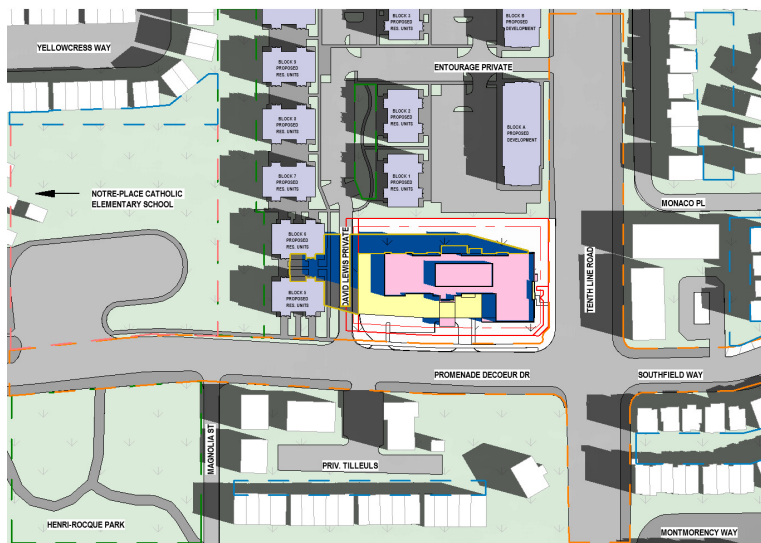 BLOCK 3
PROPOSED
RES. UNITS
BLOCK B
PROPOSED
DEVELOPMENT
YELLOWCRESS WAY
BLOCK 9
PROPOSED
RES. UNITS
ENTOURAGE PRIVATE
BLOCK 8
PROPOSED
RES. UNITS
BLOCK 2
PROPOSED
RES. UNITS
BLOCK A
PROPOSED
DEVELOPMENT
BLOCK 7
PROPOSED
RES. UNITS
BLOCK 1
PROPOSED
RES. UNITS
NOTRE-PLACE CATHOLIC
ELEMENTARY SCHOOL
MONACO PL
BLOCK 6
PROPOSED
RES. UNITS
DAVID LEWIS PRIVATE
TENTH LINE ROAD
BLOCK 5
PROPOSED
RES. UNITS
PROMENADE DECOEUR DR
SOUTHFIELD WAY
MAGNOLIA ST
PRIV. TILLEULS
HENRI-ROCQUE PARK
MONTMORENCY WAY